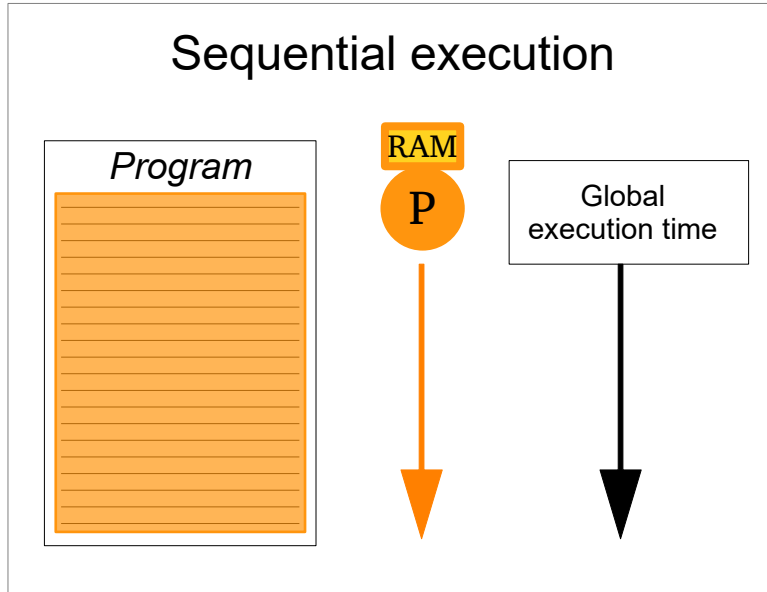 Sequential execution
Program
RAM
P
Global
execution time